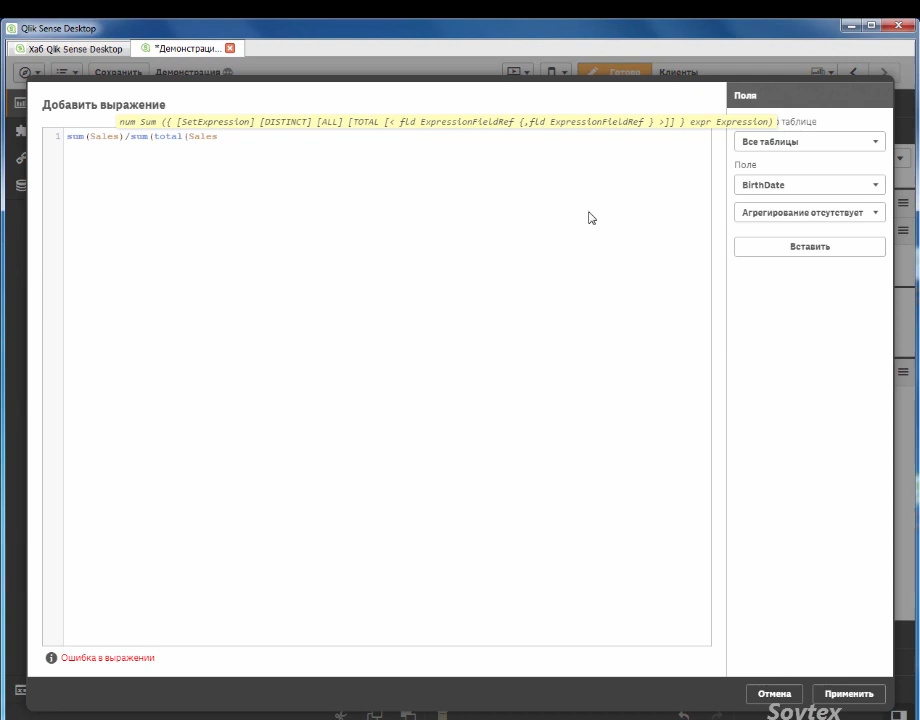 Qlik Sense Desktop
Хаб Qlik Sense Desktop
*Демонстраци...
Сохранить
Демонстрация
Готово
Клиенты
Добавить выражение
Поля
num Sum ({ [SetExpression] [DISTINCT] [ALL] [TOTAL [< fld ExpressionFieldRef {,fld ExpressionFieldRef } >]] } expr Expression)
таблице
1 sum(Sales)/sum(total(Sales
Все таблицы
Поле
BirthDate
Агрегирование отсутствует
Вставить
Ошибка в выражении
Отмена
Применить
Sovtex